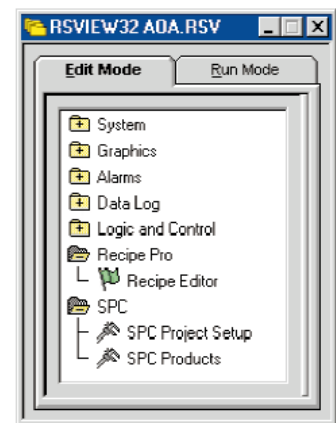 RSVIEW32 AOA.RSV
Edit Mode Run Mode
System
Graphics
Alarms
Data Log
Logic and Control
Recipe Pro
Recipe Editor
SPC
SPC Project Setup
SPC Products